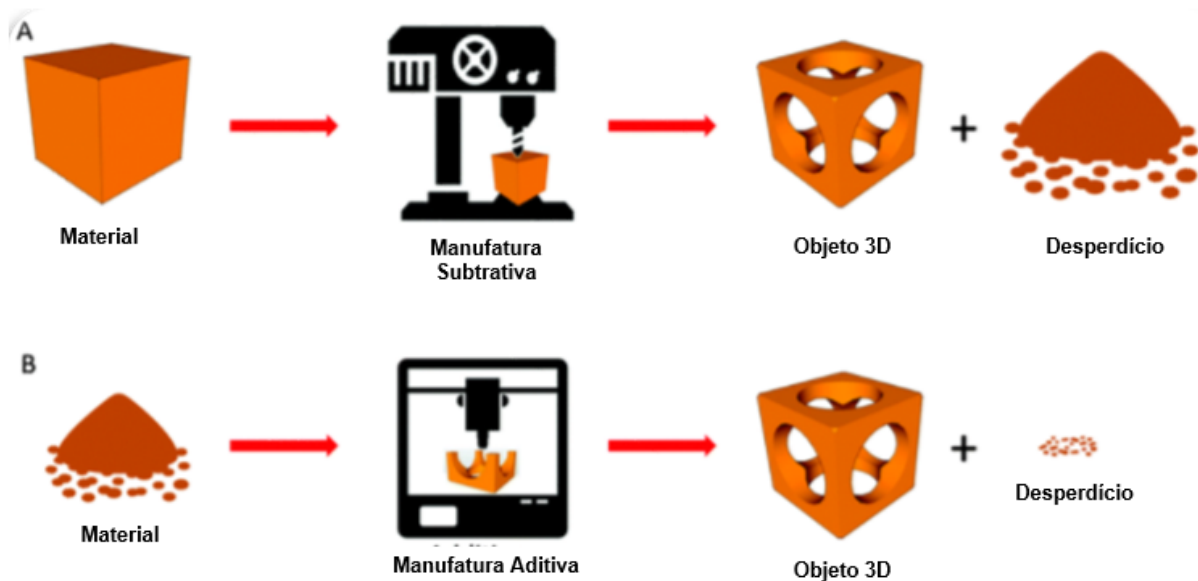 A
Material
Manufatura
Subtrativa
Objeto 3D
Desperdício
B
Material
Manufatura Aditiva
Objeto 3D
Desperdício